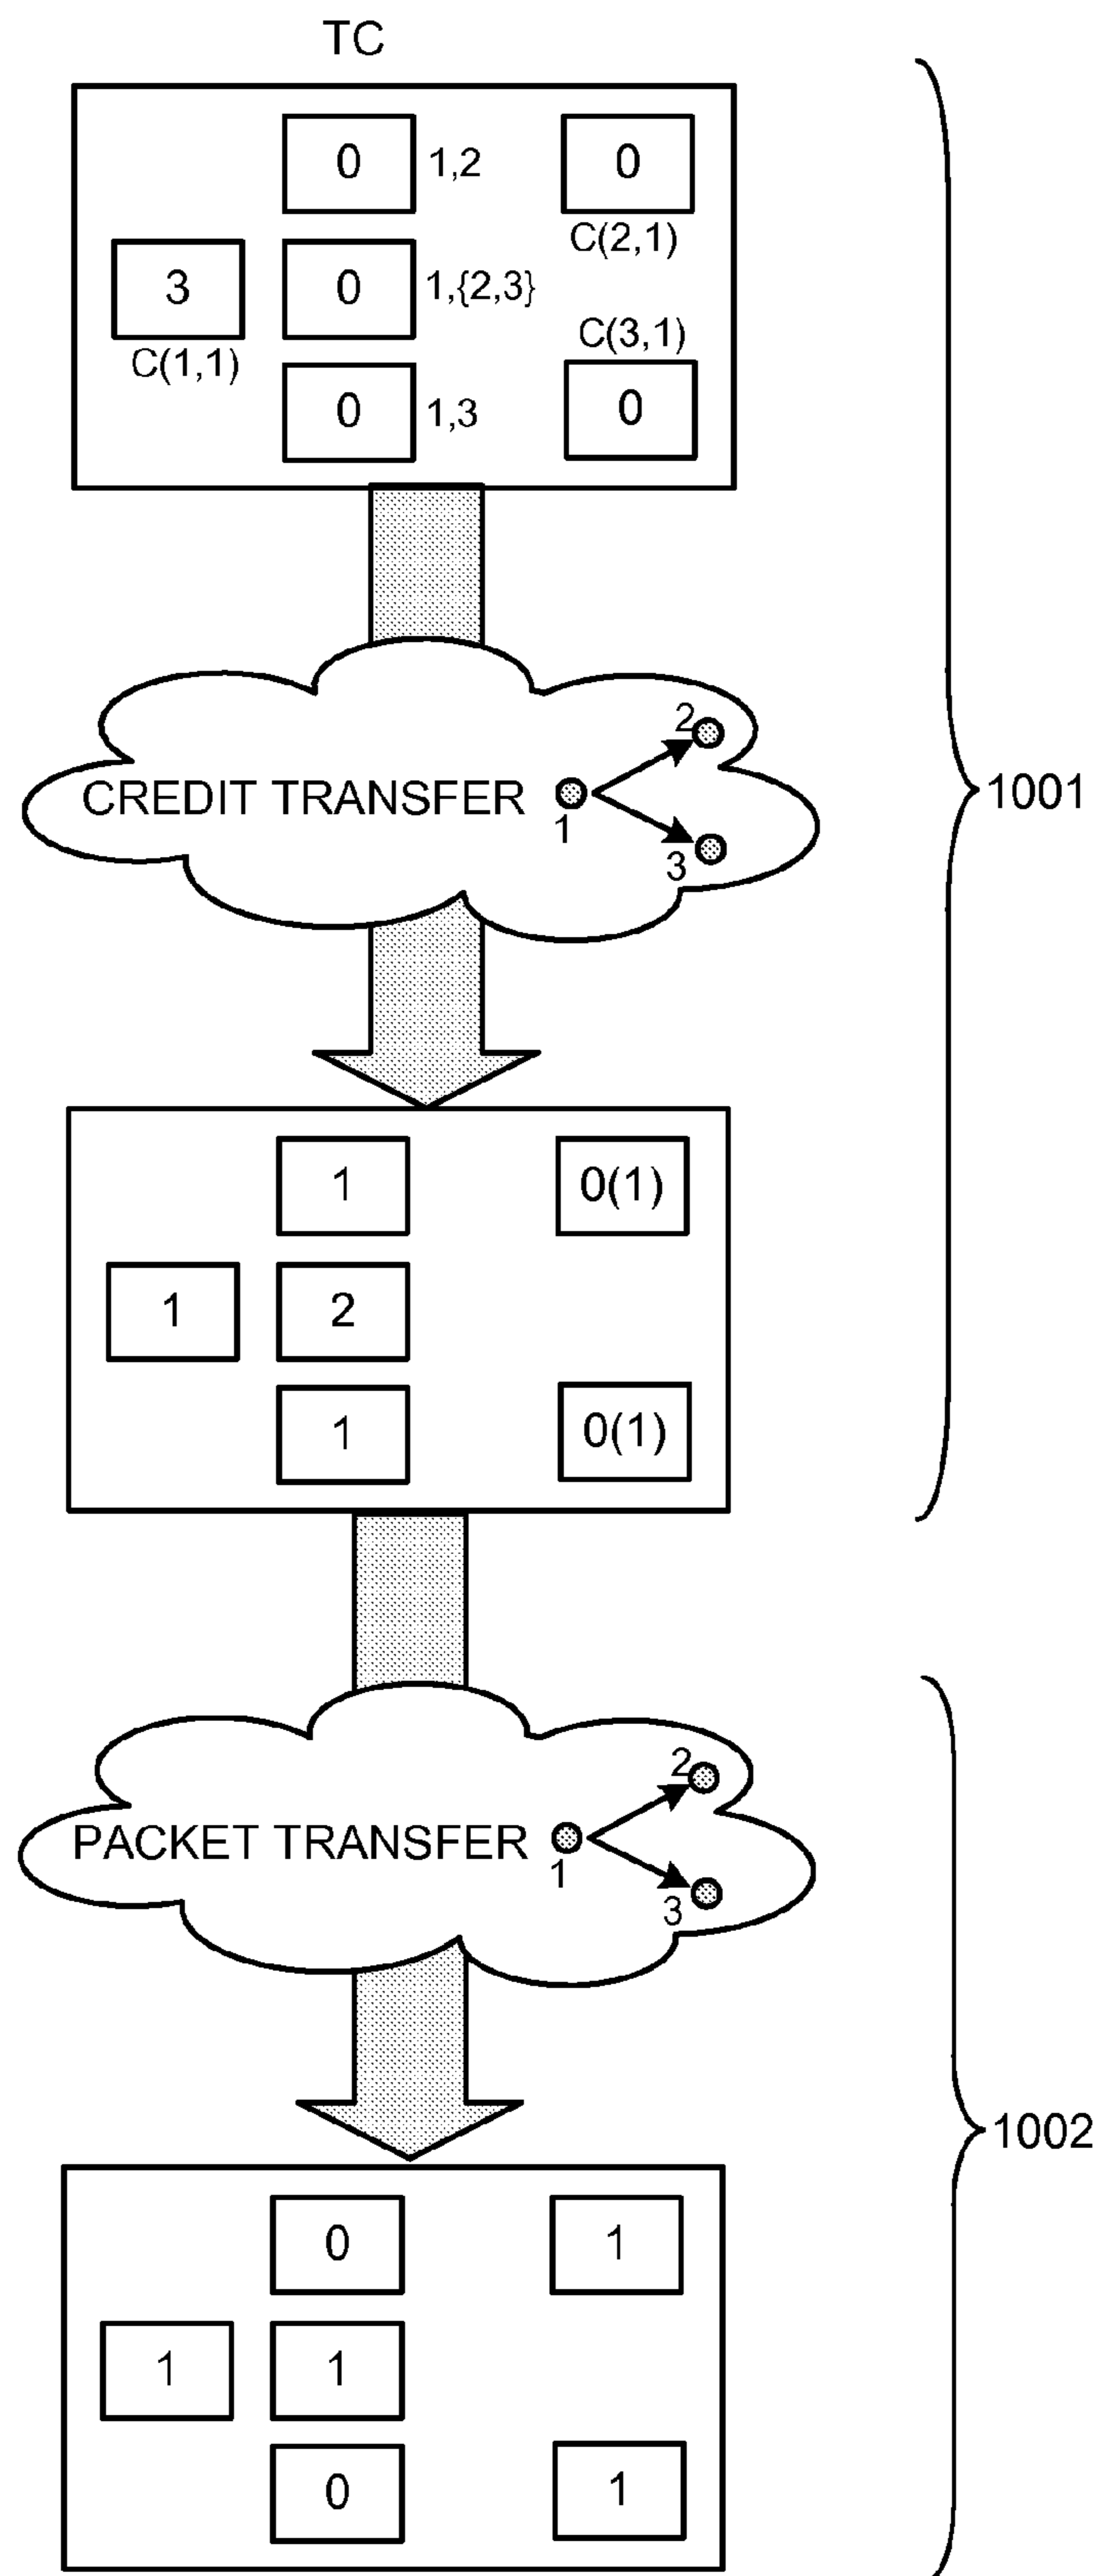 TC
0 1,2 0
C(2,1)
3 0 1,{2,3}
C(1,1) C(3,1)
0 1,3 0
CREDIT TRANSFER 1 2 3
1001
1 0(1)
1 2
1 0(1)
PACKET TRANSFER 1 2 3
1002
0 1
1 1
0 1